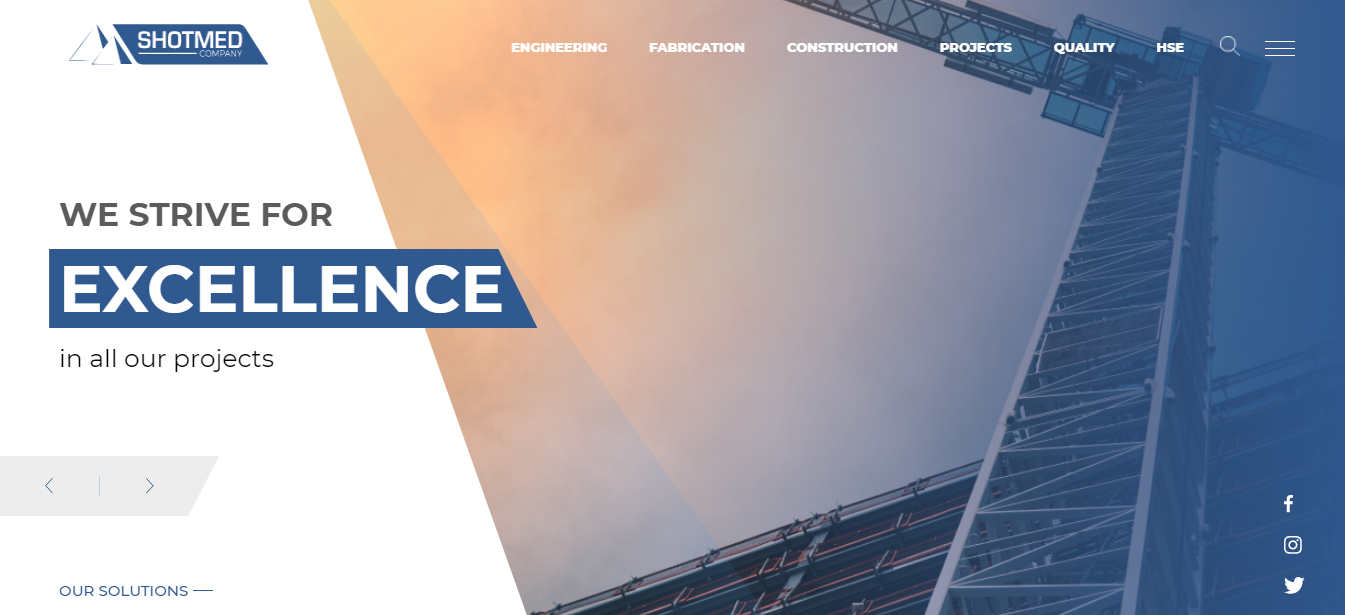 SHOTMED
COMPANY
ENGINEERING FABRICATION CONSTRUCTION PROJECTS QUALITY HSE
WE STRIVE FOR
EXCELLENCE
in all our projects
OUR SOLUTIONS